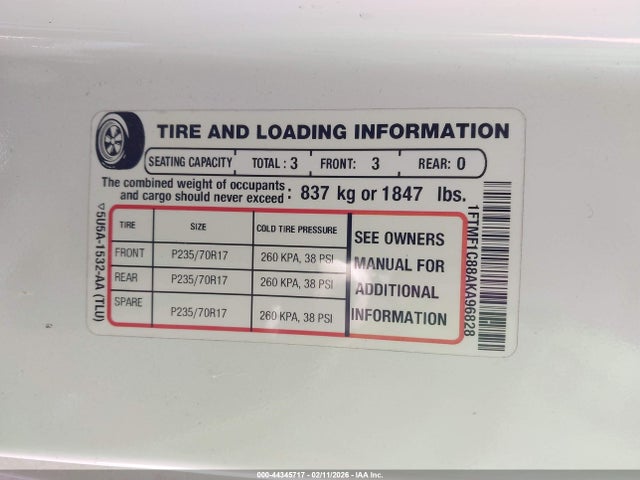 TIRE AND LOADING INFORMATION
SEATING CAPACITY TOTAL : 3 FRONT: 3 REAR: 0
The combined weight of occupants
and cargo should never exceed : 837 kg or 1847 lbs.
TIRE SIZE COLD TIRE PRESSURE
FRONT P235/70R17 260 KPA, 38 PSI
REAR P235/70R17 260 KPA, 38 PSI
SPARE P235/70R17 260 KPA, 38 PSI
SEE OWNERS
MANUAL FOR
ADDITIONAL
INFORMATION
▽5U5A-1532-AA (TLU)
1FTMF1C88AKA96828
000-44345717 - 02/11/2026 - IAA Inc.